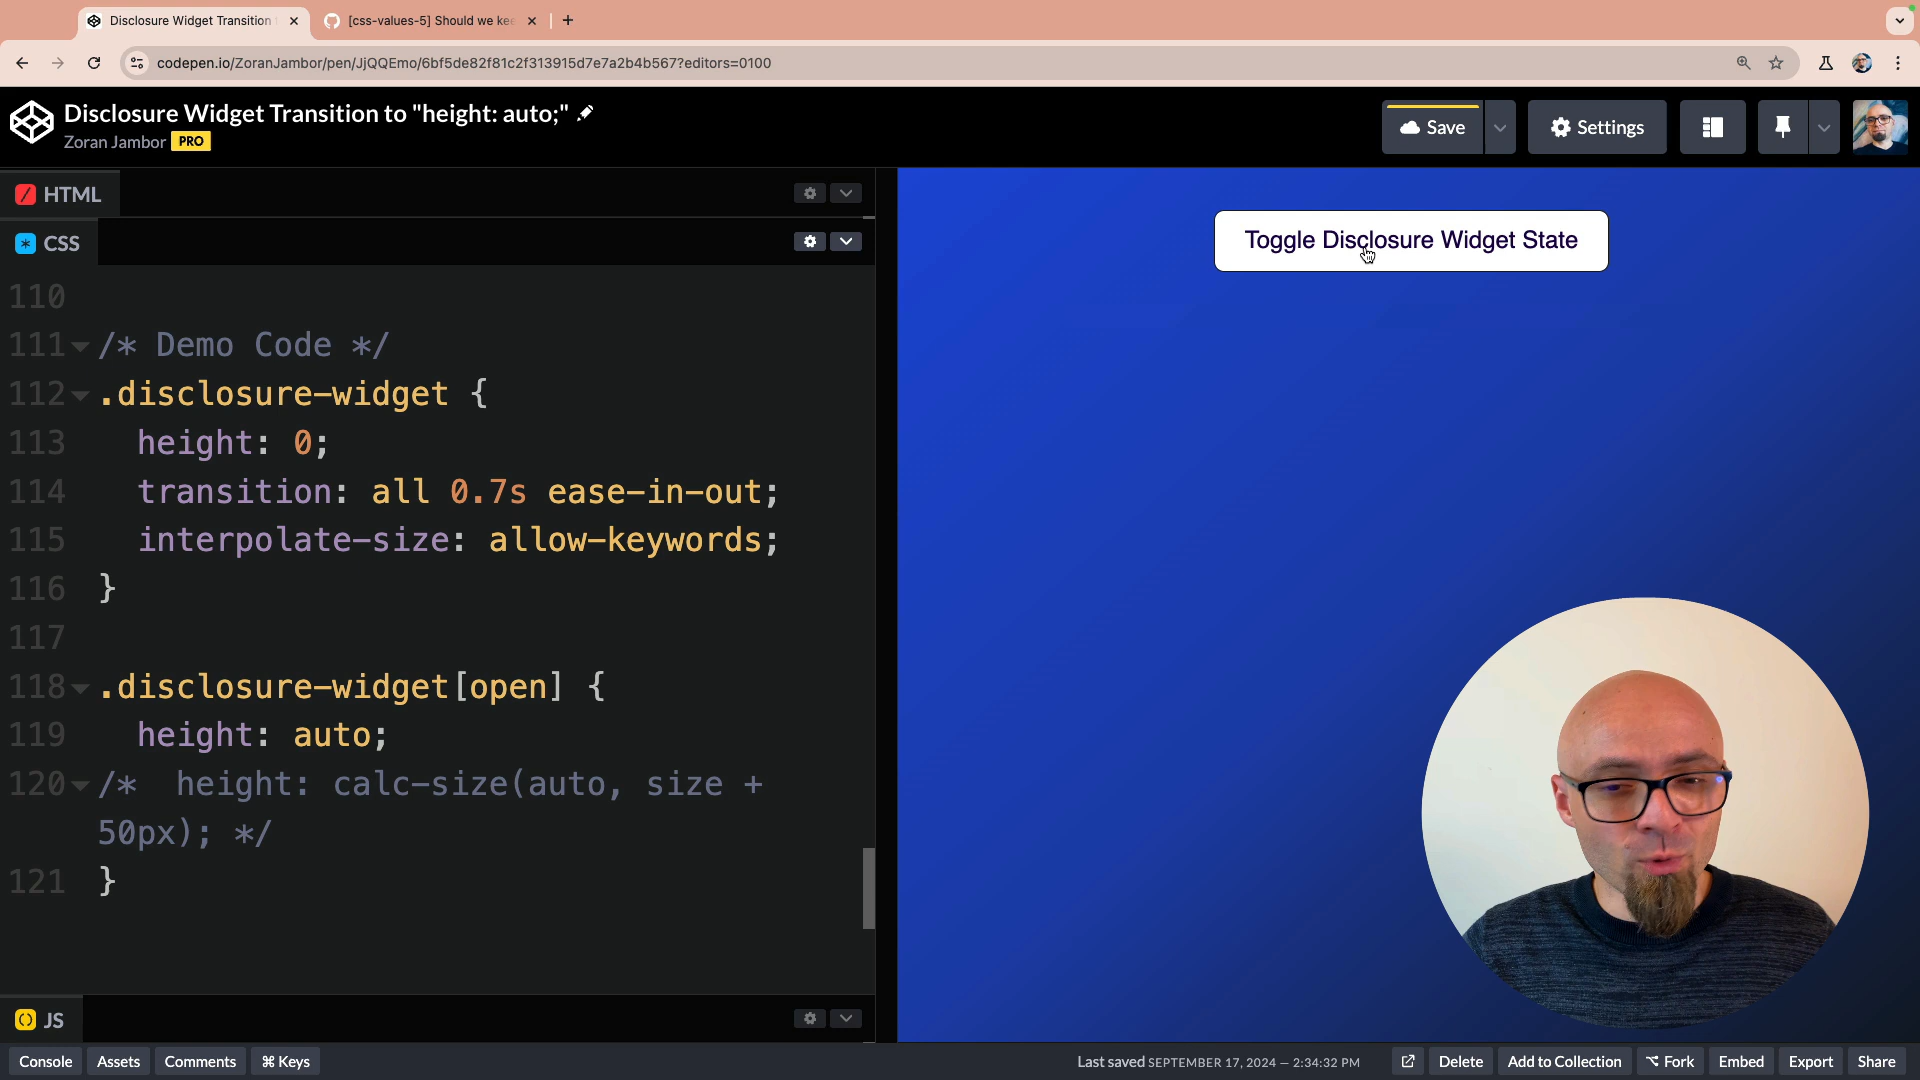 Disclosure Widget Transition
[css-values-5] Should we kee
codepen.io/ZoranJambor/pen/JjQQEmo/6bf5de82f81c2f313915d7e7a2b4b567?editors=0100
Disclosure Widget Transition to "height: auto;"
Zoran Jambor PRO
Save
Settings
HTML
CSS
110
111 /* Demo Code */
112 .disclosure-widget {
113 height: 0;
114 transition: all 0.7s ease-in-out;
115 interpolate-size: allow-keywords;
116 }
117
118 .disclosure-widget[open] {
119 height: auto;
120 /* height: calc-size(auto, size +
50px); */
121 }
JS
Toggle Disclosure Widget State
Console Assets Comments ⌘ Keys
Last saved SEPTEMBER 17, 2024 — 2:34:32 PM
Delete Add to Collection ⌥ Fork Embed Export Share